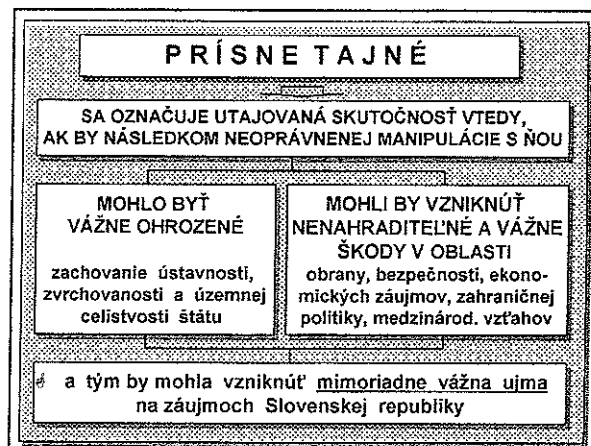 PRÍSNE TAJNÉ
SA OZNAČUJE UTAJOVANÁ SKUTOČNOSŤ VTEDY,
AK BY NÁSLEDKOM NEOPRÁVNENEJ MANIPULÁCIE S ŇOU
MOHLO BYŤ
VÁŽNE OHROZENÉ
zachovanie ústavnosti,
zvrchovanosti a územnej
celistvosti štátu
MOHLI BY VZNIKNÚŤ
NENAHRADITEĽNÉ A VÁŽNE
ŠKODY V OBLASTI
obrany, bezpečnosti, ekono-
mických záujmov, zahraničnej
politiky, medzinárod. vzťahov
a tým by mohla vzniknúť mimoriadne vážna ujma
na záujmoch Slovenskej republiky